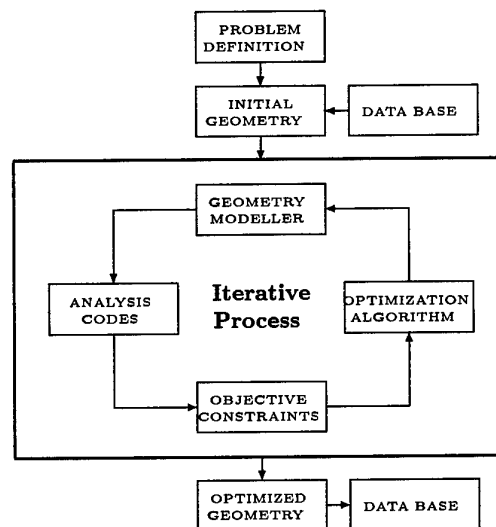 PROBLEM
DEFINITION
INITIAL
GEOMETRY
DATA BASE
GEOMETRY
MODELLER
ANALYSIS
CODES
Iterative
Process
OPTIMIZATION
ALGORITHM
OBJECTIVE
CONSTRAINTS
OPTIMIZED
GEOMETRY
DATA BASE